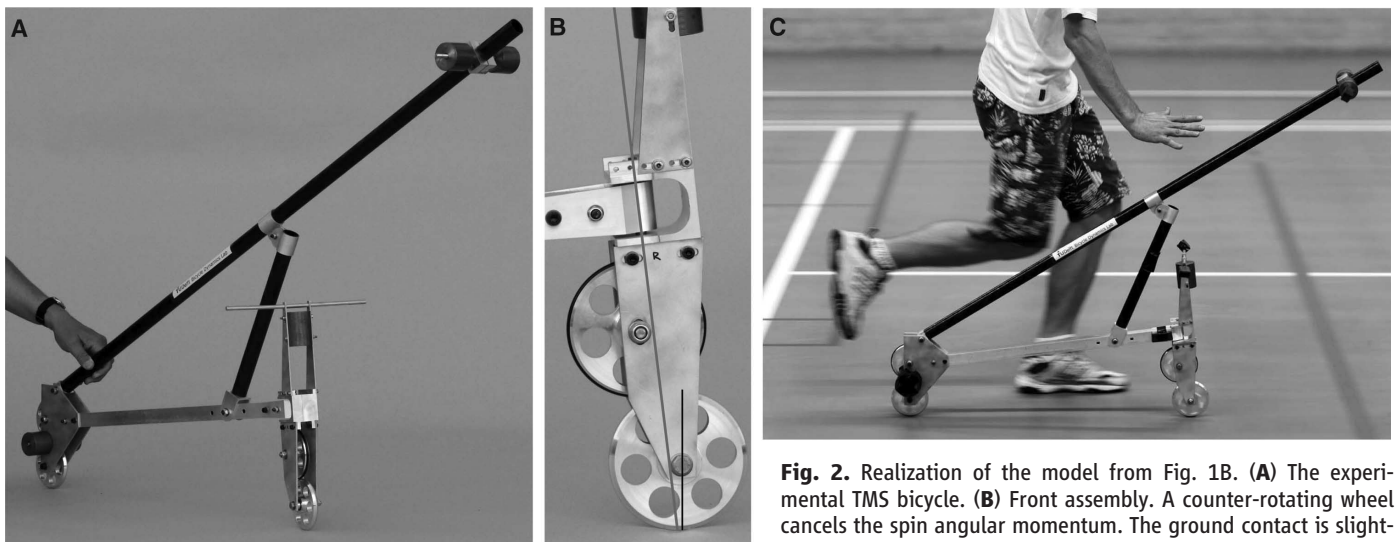 A
B
C
R
Fig. 2. Realization of the model from Fig. 1B. (A) The experi-
mental TMS bicycle. (B) Front assembly. A counter-rotating wheel
cancels the spin angular momentum. The ground contact is slight-